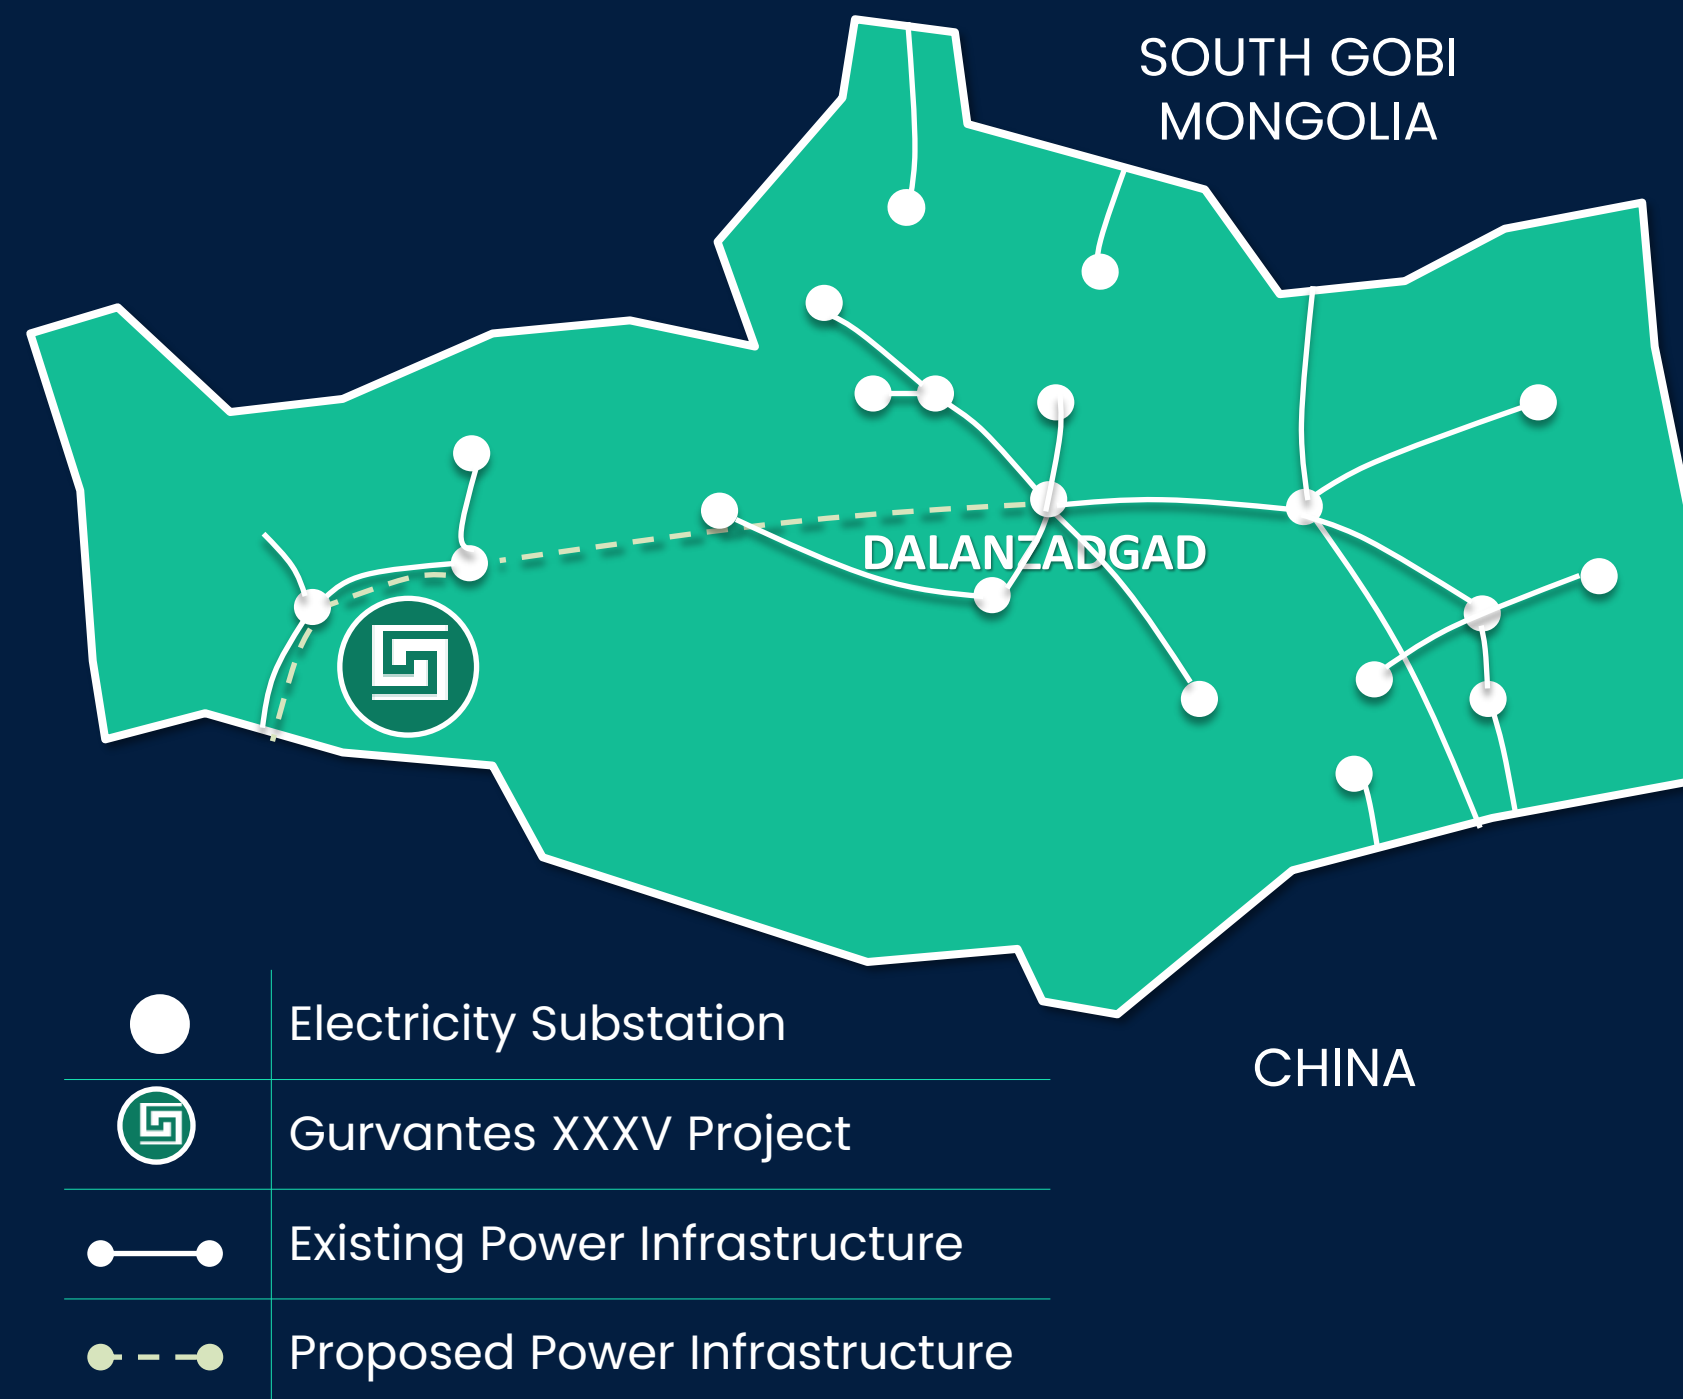 SOUTH GOBI
MONGOLIA
DALANZADGAD
CHINA
Electricity Substation
Gurvantes XXXV Project
Existing Power Infrastructure
Proposed Power Infrastructure